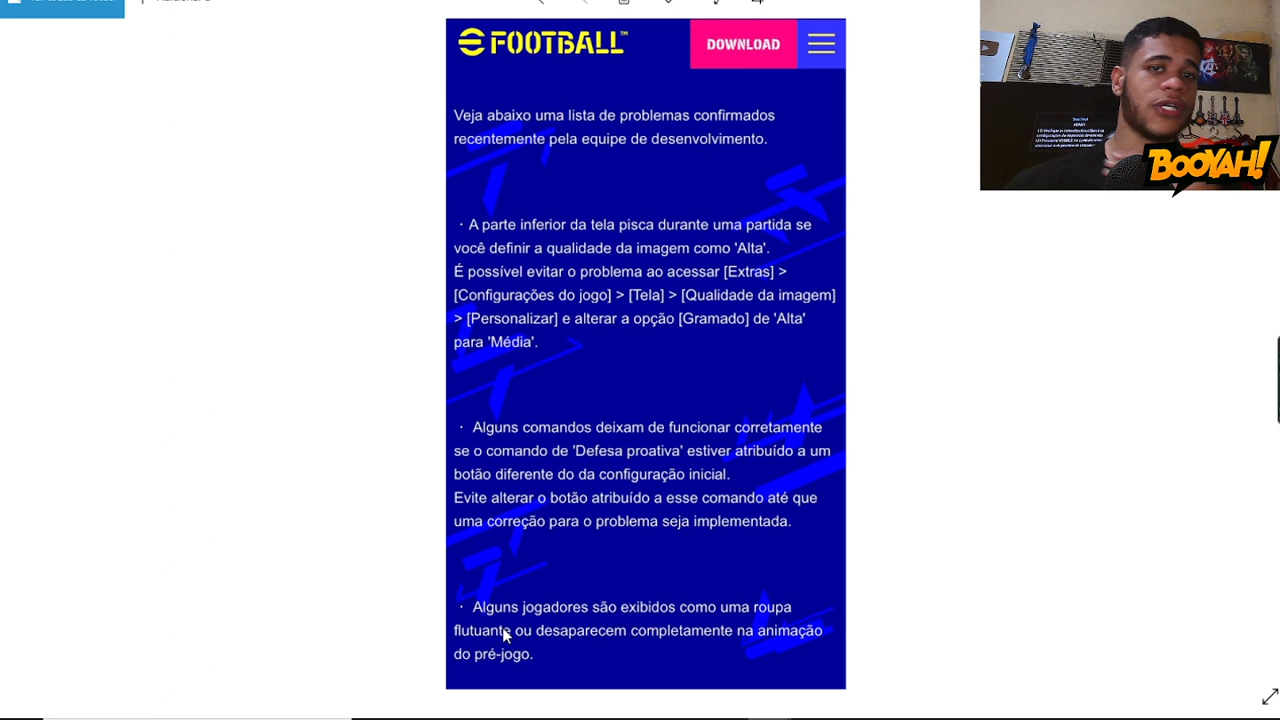 FOOTBALL™
DOWNLOAD
Veja abaixo uma lista de problemas confirmados
recentemente pela equipe de desenvolvimento.
· A parte inferior da tela pisca durante uma partida se
você definir a qualidade da imagem como 'Alta'.
É possível evitar o problema ao acessar [Extras] >
[Configurações do jogo] > [Tela] > [Qualidade da imagem]
> [Personalizar] e alterar a opção [Gramado] de 'Alta'
para 'Média'.
· Alguns comandos deixam de funcionar corretamente
se o comando de 'Defesa proativa' estiver atribuído a um
botão diferente do da configuração inicial.
Evite alterar o botão atribuído a esse comando até que
uma correção para o problema seja implementada.
· Alguns jogadores são exibidos como uma roupa
flutuante ou desaparecem completamente na animação
do pré-jogo.
BOOYAH!